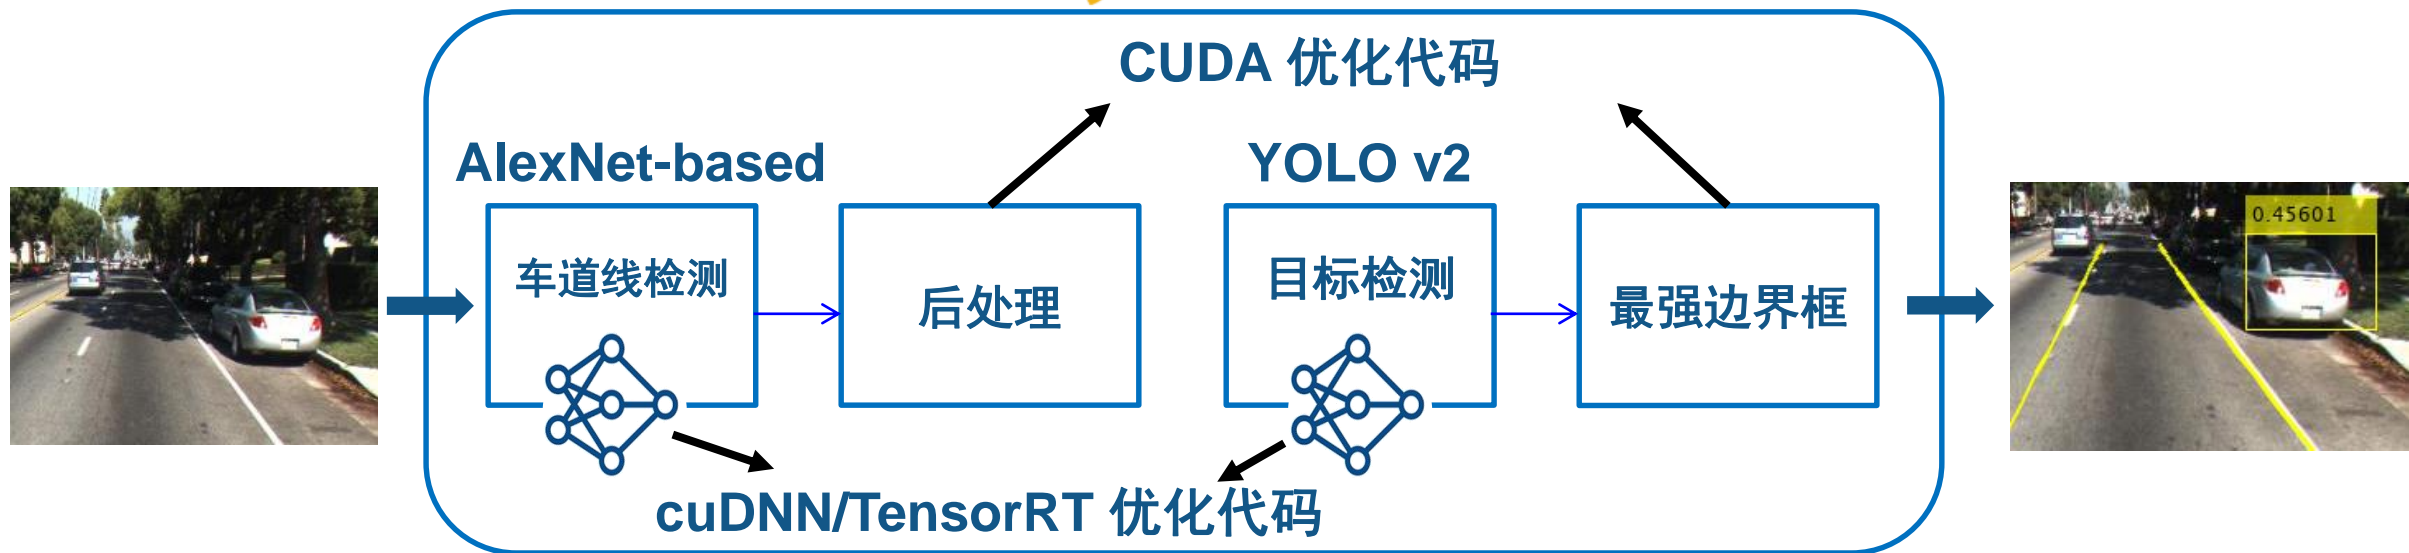 CUDA 优化代码
AlexNet-based
YOLO v2
车道线检测
后处理
目标检测
最强边界框
0.45601
cuDNN/TensorRT 优化代码